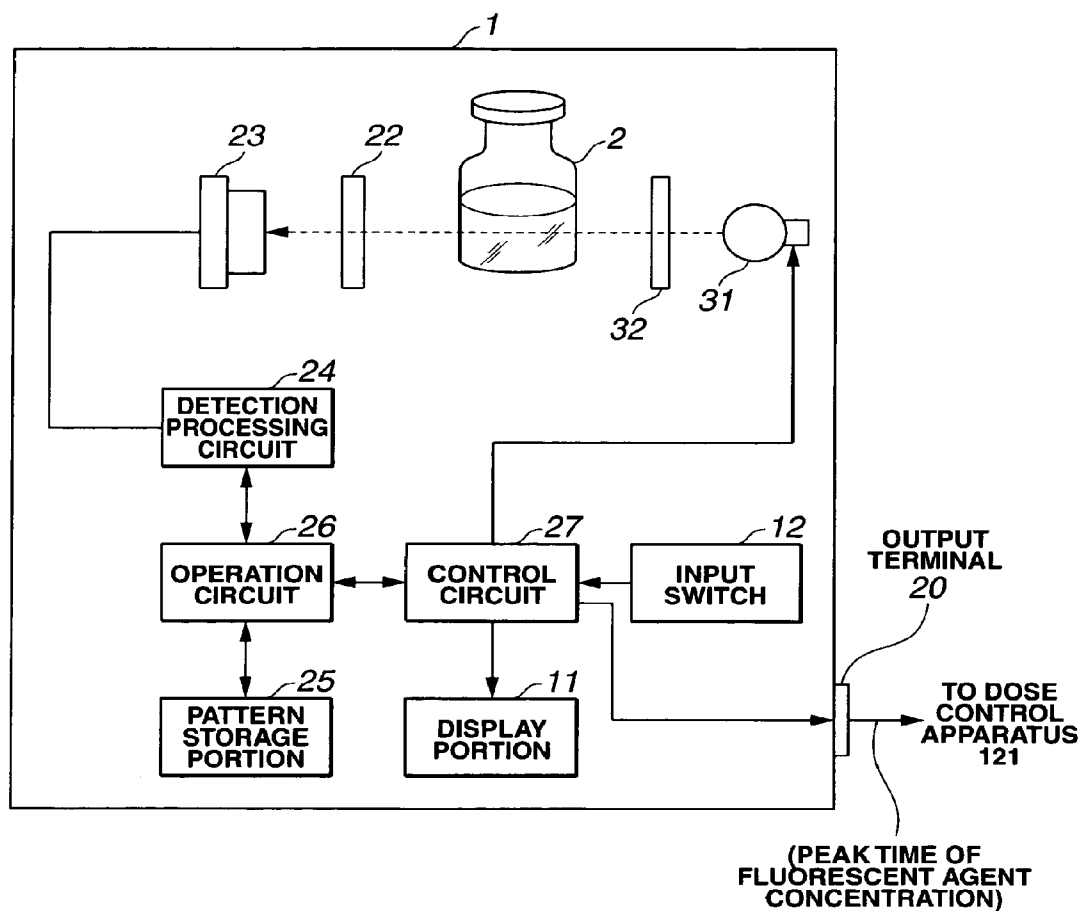 1
23
22
2
32
31
24
DETECTION
PROCESSING
CIRCUIT
26
OPERATION
CIRCUIT
27
CONTROL
CIRCUIT
12
INPUT
SWITCH
OUTPUT
TERMINAL
20
25
PATTERN
STORAGE
PORTION
11
DISPLAY
PORTION
TO DOSE
CONTROL
APPARATUS
121
(PEAK TIME OF
FLUORESCENT AGENT
CONCENTRATION)